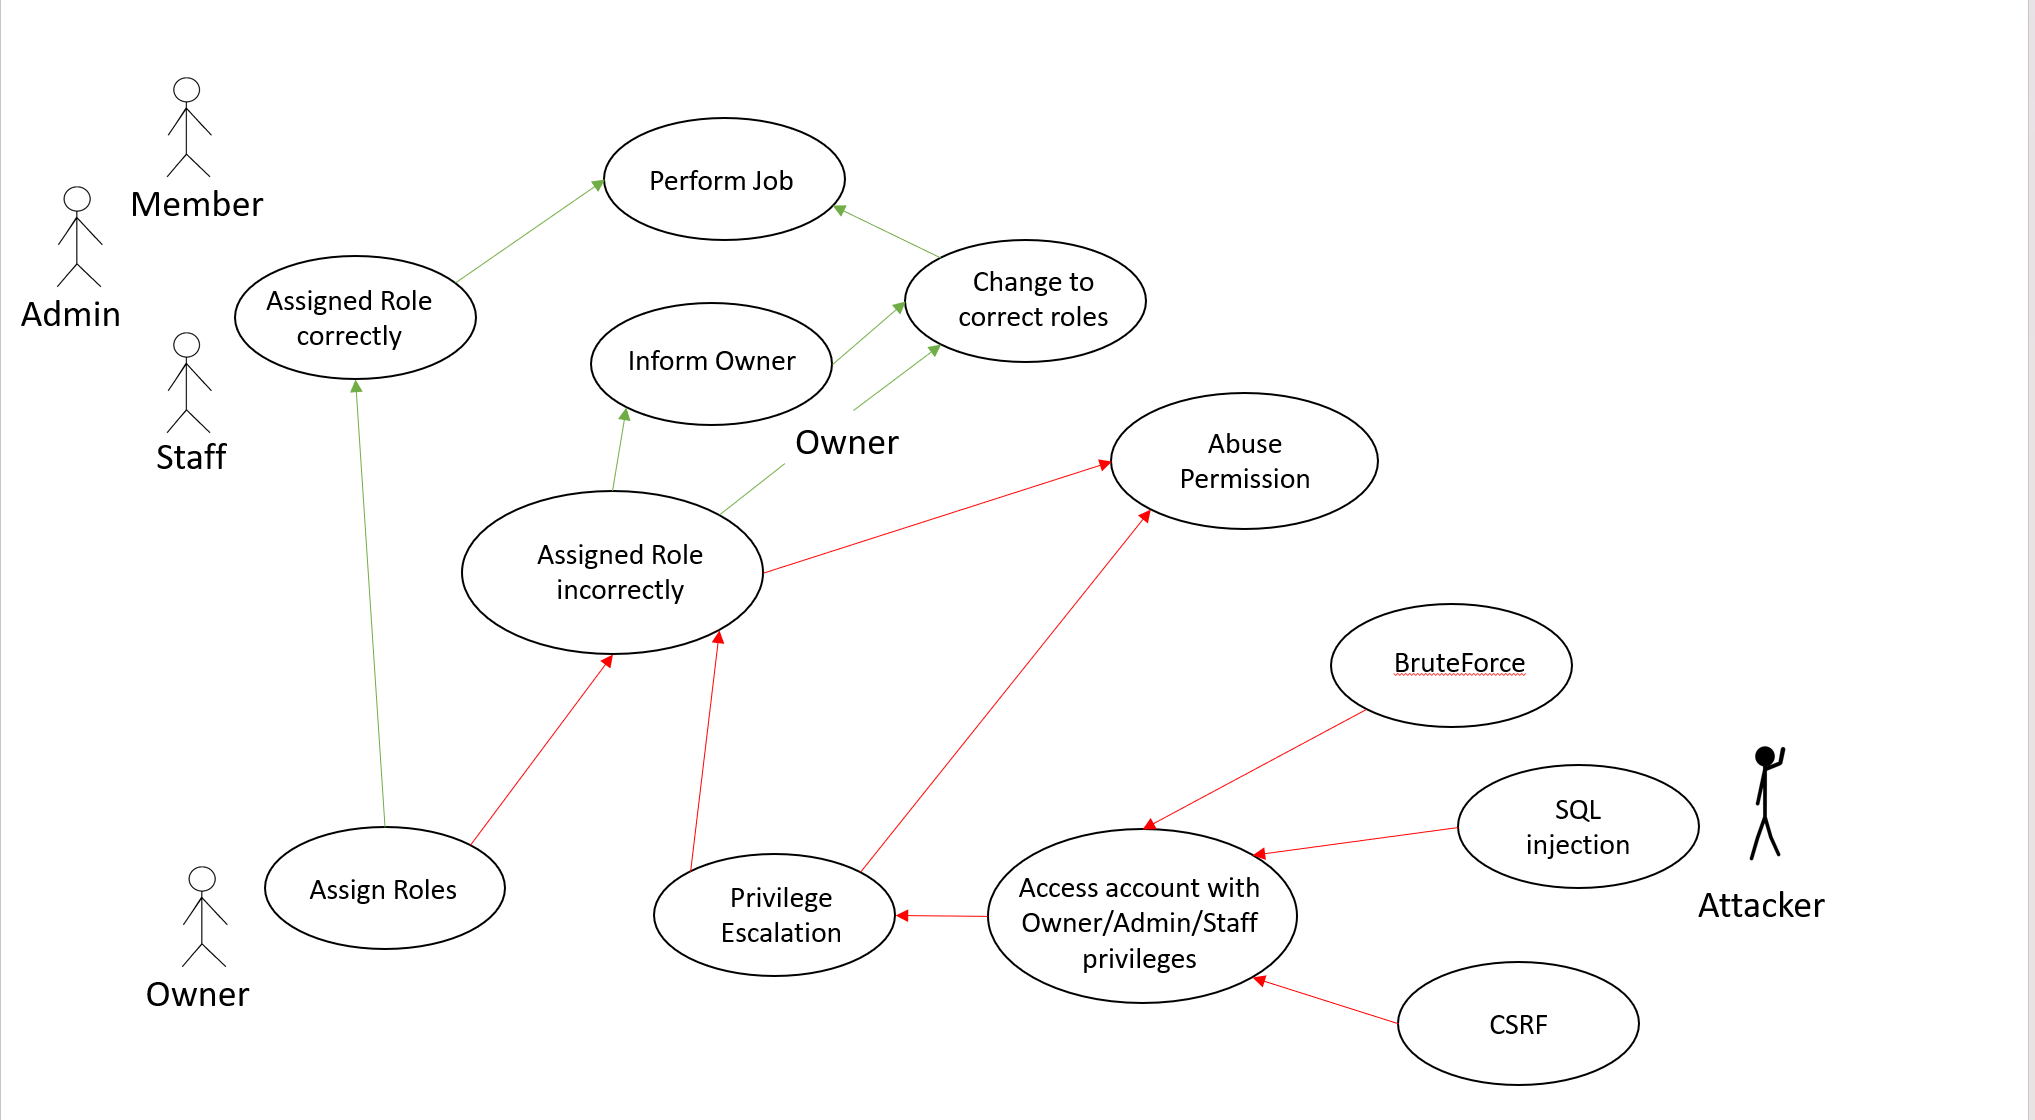 Member
Admin
Staff
Perform Job
Assigned Role
correctly
Change to
correct roles
Inform Owner
Owner
Abuse
Permission
Assigned Role
incorrectly
BruteForce
SQL
injection
Attacker
Assign Roles
Owner
Privilege
Escalation
Access account with
Owner/Admin/Staff
privileges
CSRF